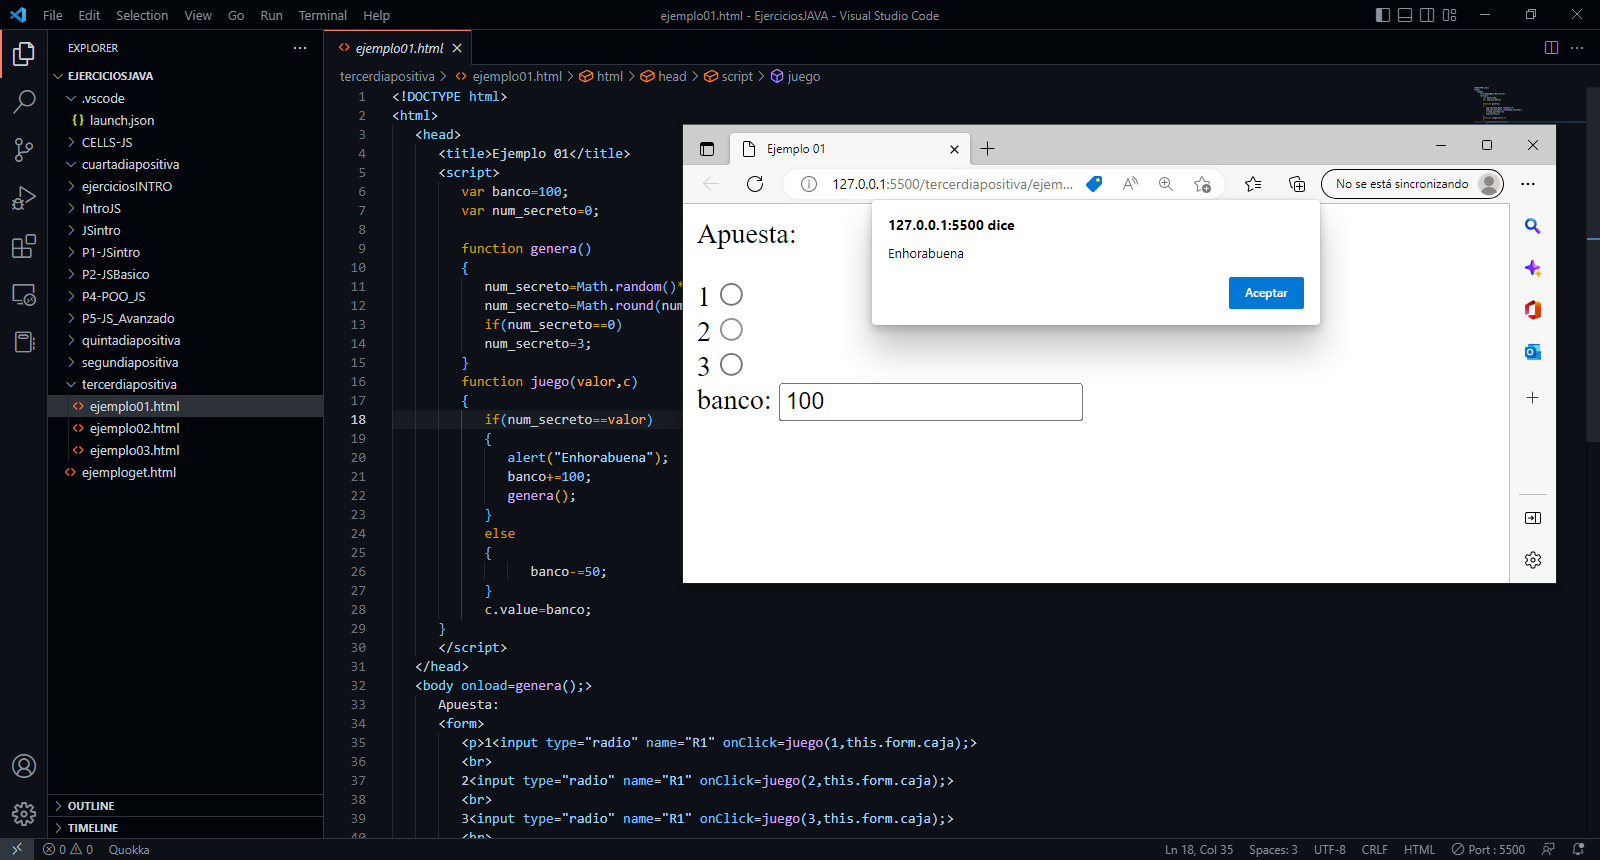 File Edit Selection View Go Run Terminal Help
ejemplo01.html - EjerciciosJAVA - Visual Studio Code
EXPLORER
EJERCICIOSJAVA
.vscode
{} launch.json
CELLS-JS
cuartadiapositiva
ejerciciosINTRO
IntroJS
JSintro
P1-JSintro
P2-JSBasico
P4-POO_JS
P5-JS_Avanzado
quintadiapositiva
segundiapositiva
tercerdiapositiva
ejemplo01.html
ejemplo02.html
ejemplo03.html
ejemploget.html
OUTLINE
TIMELINE
ejemplo01.html
tercerdiapositiva > ejemplo01.html > html > head > script > juego
1 <!DOCTYPE html>
2 <html>
3 <head>
4 <title>Ejemplo 01</title>
5 <script>
6 var banco=100;
7 var num_secreto=0;
8
9 function genera()
10 {
11 num_secreto=Math.random()*
12 num_secreto=Math.round(num
13 if(num_secreto==0)
14 num_secreto=3;
15 }
16 function juego(valor,c)
17 {
18 if(num_secreto==valor)
19 {
20 alert("Enhorabuena");
21 banco+=100;
22 genera();
23 }
24 else
25 {
26 banco-=50;
27 }
28 c.value=banco;
29 }
30 </script>
31 </head>
32 <body onload=genera();>
33 Apuesta:
34 <form>
35 <p>1<input type="radio" name="R1" onClick=juego(1,this.form.caja);>
36 <br>
37 2<input type="radio" name="R1" onClick=juego(2,this.form.caja);>
38 <br>
39 3<input type="radio" name="R1" onClick=juego(3,this.form.caja);>
40 <br>
Ejemplo 01
127.0.0.1:5500/tercerdiapositiva/ejem...
No se está sincronizando
127.0.0.1:5500 dice
Enhorabuena
Aceptar
Apuesta:
1
2
3
banco: 100
0 0 Quokka
Ln 18, Col 35 Spaces: 3 UTF-8 CRLF HTML Port : 5500